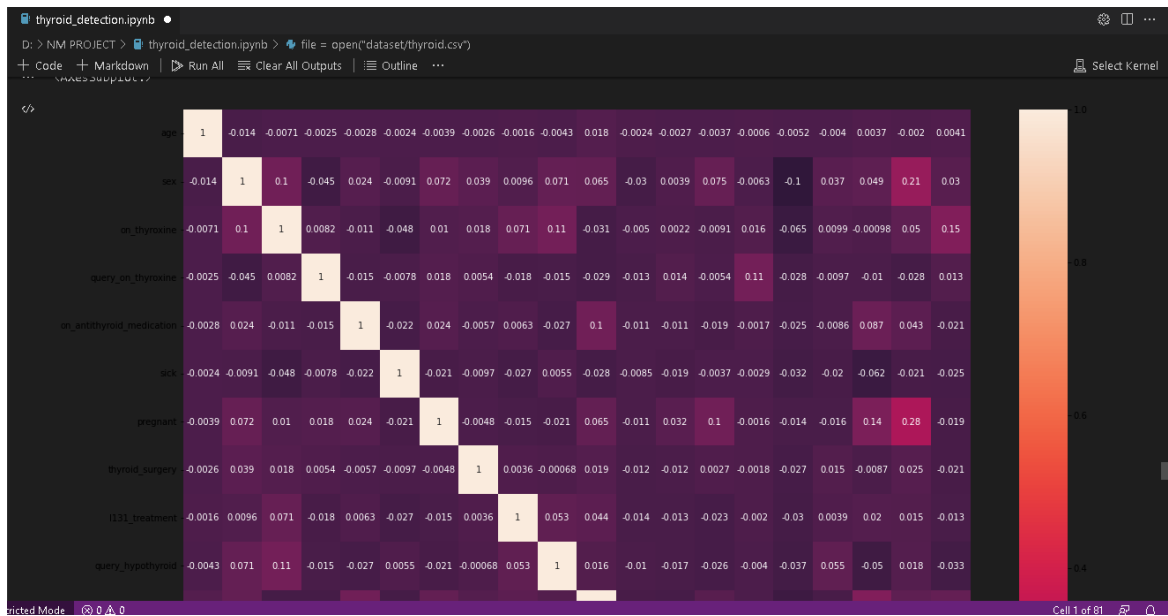 thyroid_detection.ipynb ●
D: > NM PROJECT > thyroid_detection.ipynb > file = open("dataset/thyroid.csv")
+ Code + Markdown | Run All Clear All Outputs | Outline ··· Select Kernel
··· <AxesSubplot:>
1.0
age 1 -0.014 -0.0071 -0.0025 -0.0028 -0.0024 -0.0039 -0.0026 -0.0016 -0.0043 0.018 -0.0024 -0.0027 -0.0037 -0.0006 -0.0052 -0.004 0.0037 -0.002 0.0041
sex -0.014 1 0.1 -0.045 0.024 -0.0091 0.072 0.039 0.0096 0.071 0.065 -0.03 0.0039 0.075 -0.0063 -0.1 0.037 0.049 0.21 0.03
on_thyroxine -0.0071 0.1 1 0.0082 -0.011 -0.048 0.01 0.018 0.071 0.11 -0.031 -0.005 0.0022 -0.0091 0.016 -0.065 0.0099 -0.00098 0.05 0.15
0.8
query_on_thyroxine -0.0025 -0.045 0.0082 1 -0.015 -0.0078 0.018 0.0054 -0.018 -0.015 -0.029 -0.013 0.014 -0.0054 0.11 -0.028 -0.0097 -0.01 -0.028 0.013
on_antithyroid_medication -0.0028 0.024 -0.011 -0.015 1 -0.022 0.024 -0.0057 0.0063 -0.027 0.1 -0.011 -0.011 -0.019 -0.0017 -0.025 -0.0086 0.087 0.043 -0.021
sick -0.0024 -0.0091 -0.048 -0.0078 -0.022 1 -0.021 -0.0097 -0.027 0.0055 -0.028 -0.0085 -0.019 -0.0037 -0.0029 -0.032 -0.02 -0.062 -0.021 -0.025
0.6
pregnant -0.0039 0.072 0.01 0.018 0.024 -0.021 1 -0.0048 -0.015 -0.021 0.065 -0.011 0.032 0.1 -0.0016 -0.014 -0.016 0.14 0.28 -0.019
thyroid_surgery -0.0026 0.039 0.018 0.0054 -0.0057 -0.0097 -0.0048 1 0.0036 -0.00068 0.019 -0.012 -0.012 0.0027 -0.0018 -0.027 0.015 -0.0087 0.025 -0.021
I131_treatment -0.0016 0.0096 0.071 -0.018 0.0063 -0.027 -0.015 0.0036 1 0.053 0.044 -0.014 -0.013 -0.023 -0.002 -0.03 0.0039 0.02 0.015 -0.013
query_hypothyroid -0.0043 0.071 0.11 -0.015 -0.027 0.0055 -0.021 -0.00068 0.053 1 0.016 -0.01 -0.017 -0.026 -0.004 -0.037 0.055 -0.05 0.018 -0.033
0.4
tricted Mode 0 0 Cell 1 of 81